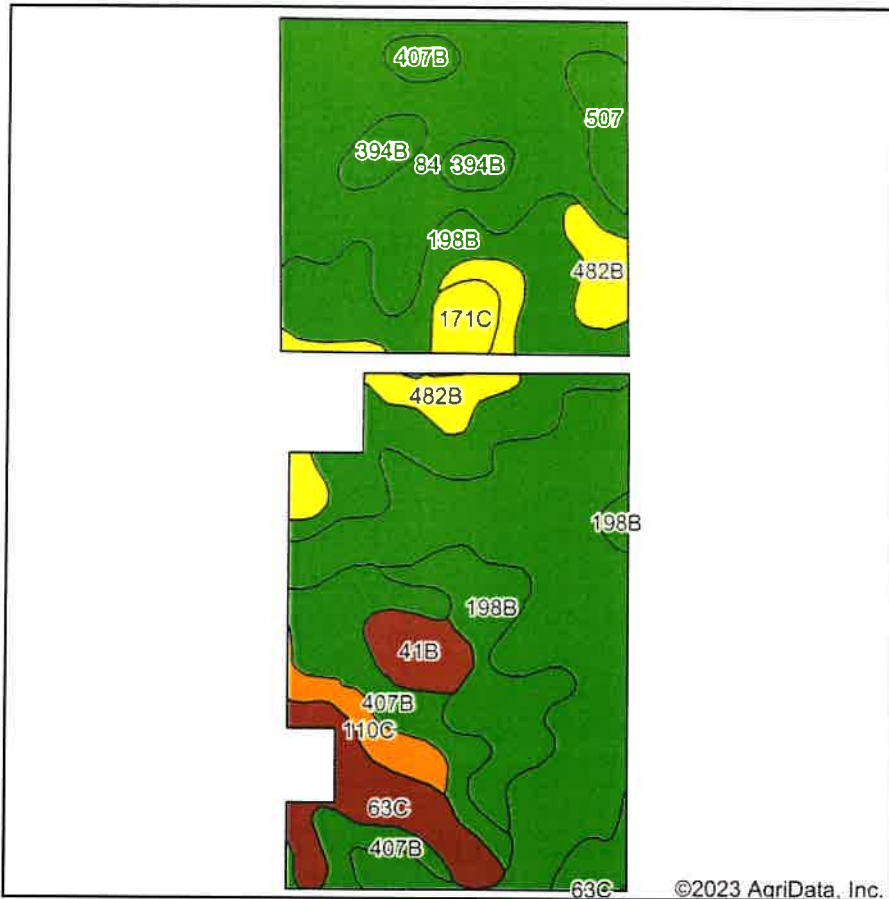 407B
507
394B
84
394B
198B
482B
171C
482B
198B
198B
41B
407B
110C
63C
407B
63C
©2023 AgriData, Inc.